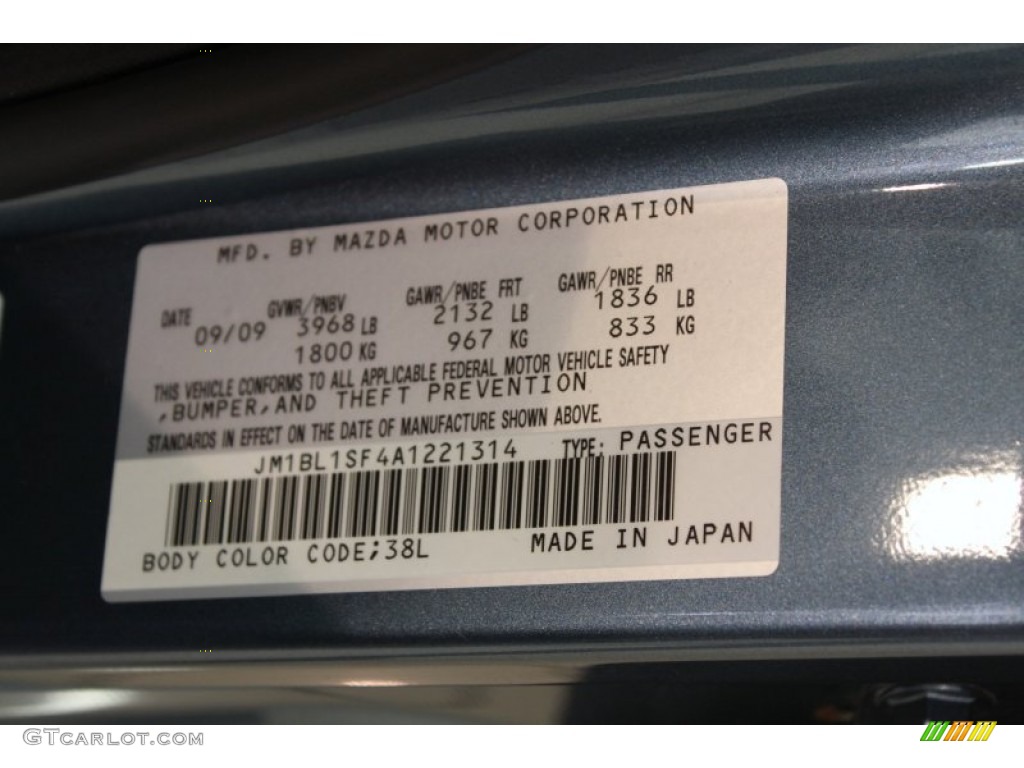 MFD. BY MAZDA MOTOR CORPORATION
DATE GVWR/PNBV GAWR/PNBE FRT GAWR/PNBE RR
09/09 3968 LB 2132 LB 1836 LB
1800 KG 967 KG 833 KG
THIS VEHICLE CONFORMS TO ALL APPLICABLE FEDERAL MOTOR VEHICLE SAFETY
,BUMPER,AND THEFT PREVENTION
STANDARDS IN EFFECT ON THE DATE OF MANUFACTURE SHOWN ABOVE.
JM1BL1SF4A1221314 TYPE: PASSENGER
BODY COLOR CODE;38L MADE IN JAPAN
GTCARLOT.COM